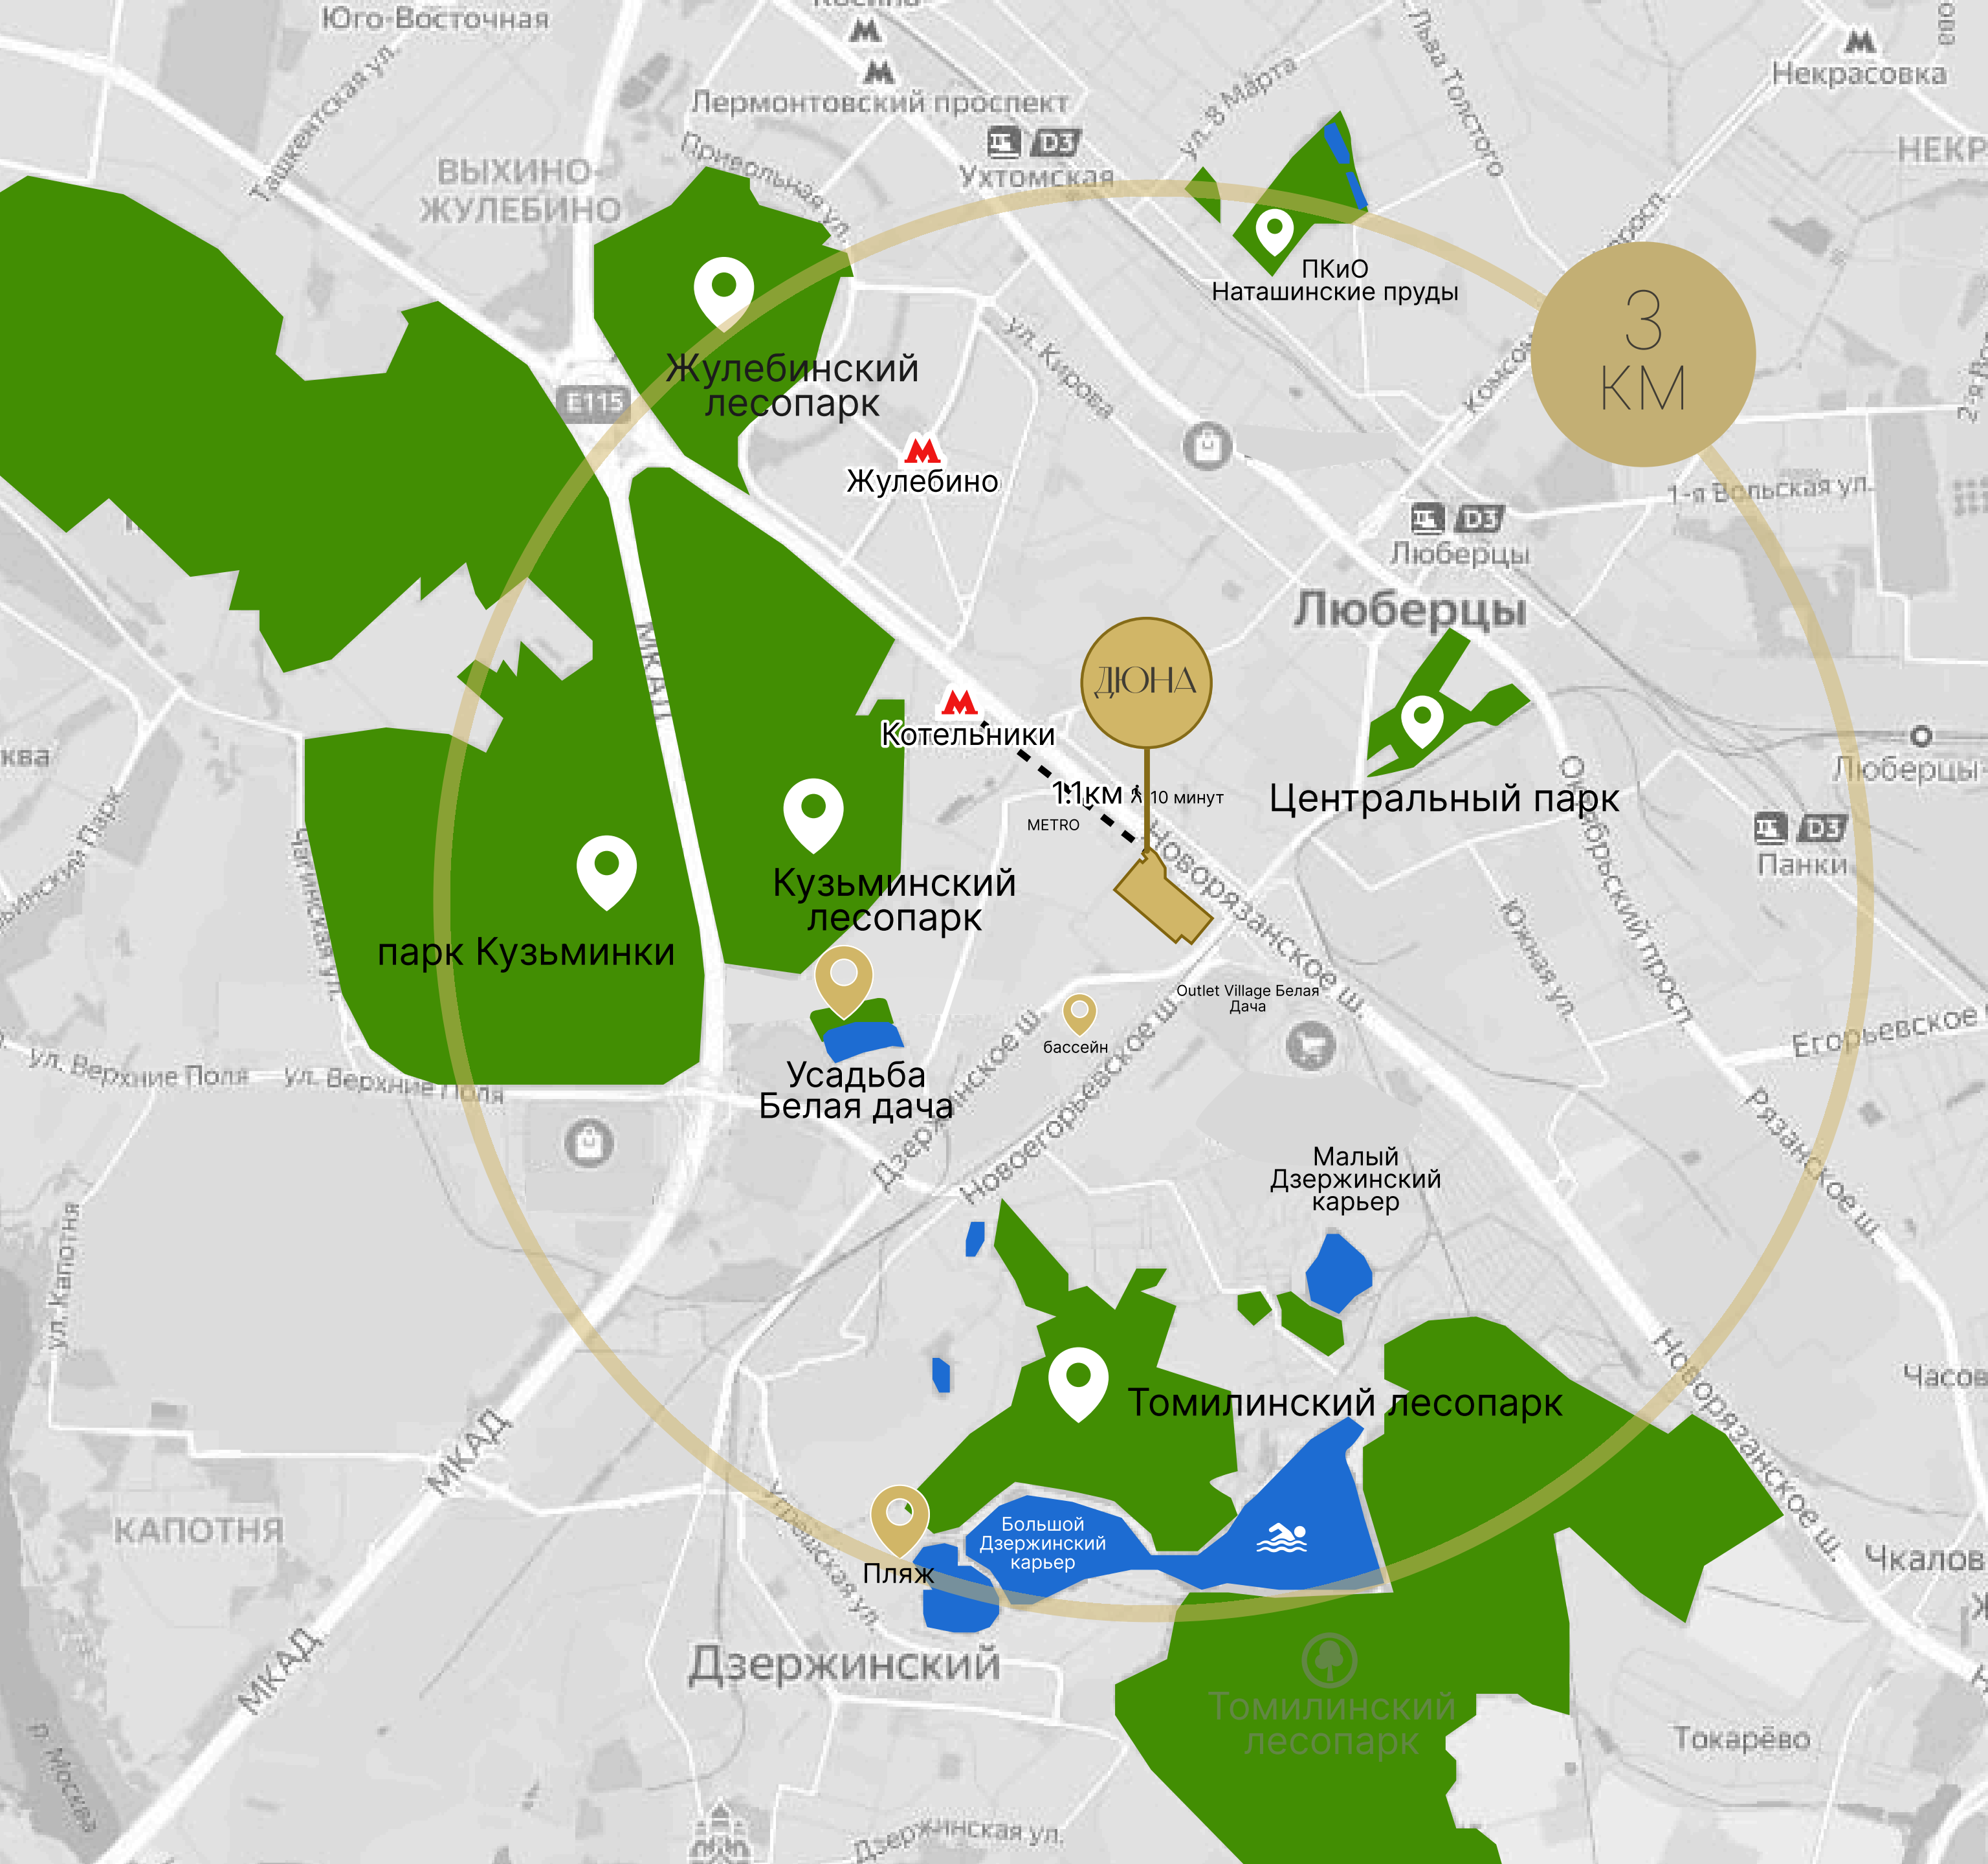 Юго-Восточная
Косино
Ташкентская ул.
ВЫХИНО-
ЖУЛЕБИНО
Лермонтовский проспект
Привольная ул.
D3
Ухтомская
ул. 8 Марта
Льва Толстого
Некрасовка
НЕКР
ПКиО
Наташинские пруды
3
КМ
Жулебинский
лесопарк
E115
Жулебино
ул. Кирова
1-я Вольская ул.
D3
Люберцы
Люберцы
МКАД
Котельники
ДЮНА
1.1км
10 минут
METRO
Центральный парк
Люберцы-
D3
Панки
Октябрьский просп.
Южная ул.
Новорязанское ш.
Кузьминский
лесопарк
парк Кузьминки
Чагинская ул.
Outlet Village Белая
Дача
бассейн
Усадьба
Белая дача
Дзержинское ш.
Новоегорьевское ш.
Егорьевское
ул. Верхние Поля
ул. Верхние Поля
Рязанское ш.
Малый
Дзержинский
карьер
ул. Капотня
Томилинский лесопарк
Новорязанское ш.
Часов
МКАД
КАПОТНЯ
Угрешская ул.
Большой
Дзержинский
карьер
Пляж
Чкалов
Дзержинский
МКАД
Томилинский
лесопарк
Токарёво
р. Москва
Дзержинская ул.